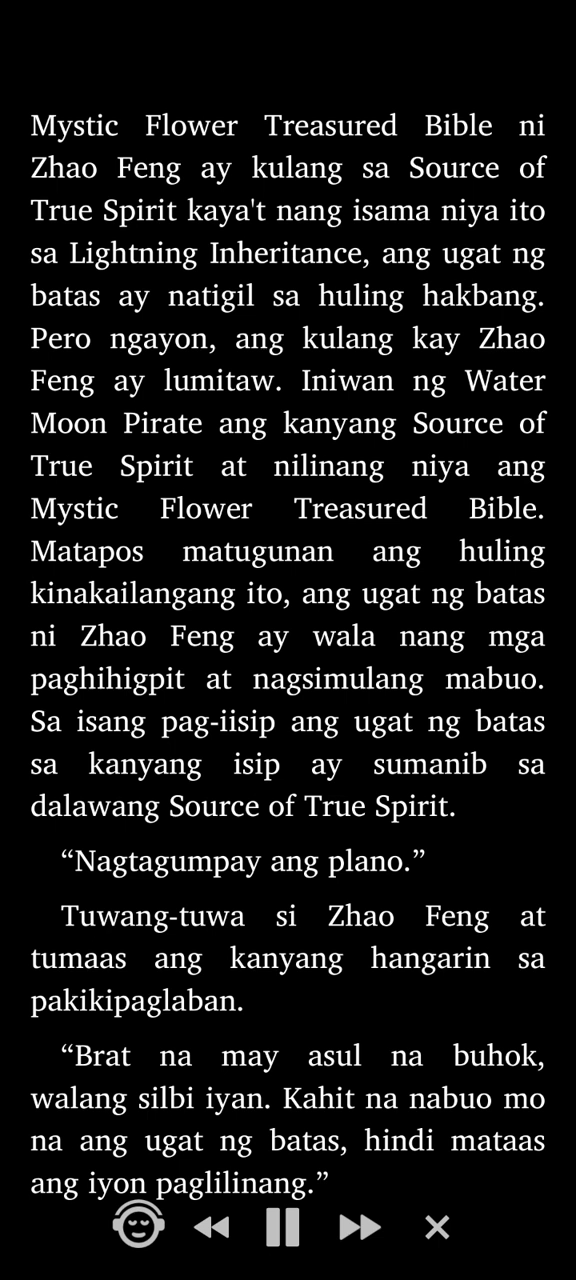 Mystic Flower Treasured Bible ni
Zhao Feng ay kulang sa Source of
True Spirit kaya't nang isama niya ito
sa Lightning Inheritance, ang ugat ng
batas ay natigil sa huling hakbang.
Pero ngayon, ang kulang kay Zhao
Feng ay lumitaw. Iniwan ng Water
Moon Pirate ang kanyang Source of
True Spirit at nilinang niya ang
Mystic Flower Treasured Bible.
Matapos matugunan ang huling
kinakailangang ito, ang ugat ng batas
ni Zhao Feng ay wala nang mga
paghihigpit at nagsimulang mabuo.
Sa isang pag-iisip ang ugat ng batas
sa kanyang isip ay sumanib sa
dalawang Source of True Spirit.
“Nagtagumpay ang plano.”
Tuwang-tuwa si Zhao Feng at
tumaas ang kanyang hangarin sa
pakikipaglaban.
“Brat na may asul na buhok,
walang silbi iyan. Kahit na nabuo mo
na ang ugat ng batas, hindi mataas
ang iyon paglilinang.”